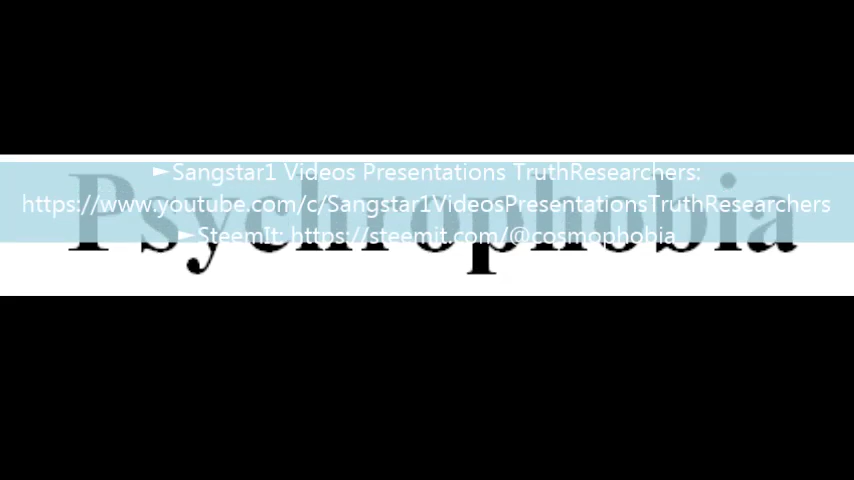 ►Sangstar1 Videos Presentations TruthResearchers:
https://www.youtube.com/c/Sangstar1VideosPresentationsTruthResearchers
►SteemIt: https://steemit.com/@cosmophobia
Psychrophobia